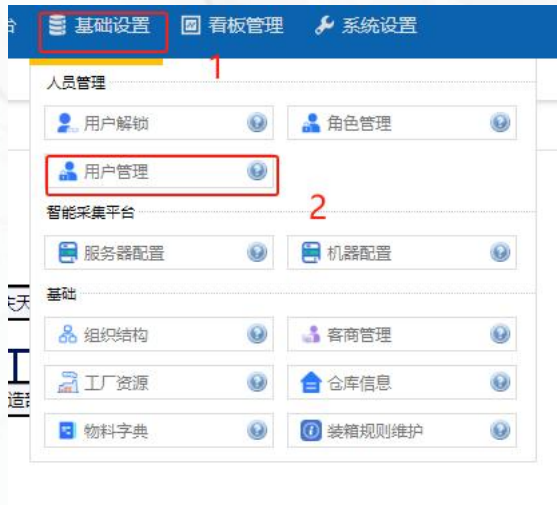 台 基础设置 看板管理 系统设置
1
人员管理
用户解锁 角色管理
用户管理
2
智能采集平台
服务器配置 机器配置
基础
组织结构 客商管理
工厂资源 仓库信息
物料字典 装箱规则维护